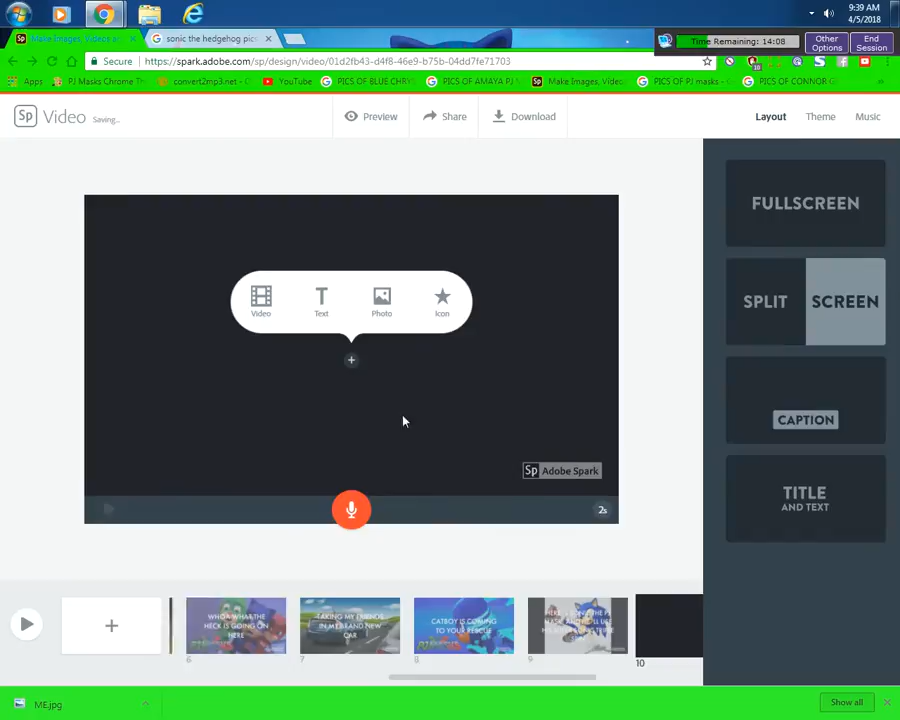 9:39 AM
4/5/2018
Make Images, Videos a
sonic the hedgehog pics
Time Remaining: 14:08
Other Options
End Session
Secure
https://spark.adobe.com/sp/design/video/01d2fb43-d4f8-46e9-b75b-04dd7fe71703
Apps
PJ Masks Chrome The
convert2mp3.net - C
YouTube
PICS OF BLUE CHRY
PICS OF AMAYA PJ M
Make Images, Video
PICS OF PJ masks -
PICS OF CONNOR
Sp Video Saving...
Preview
Share
Download
Layout
Theme
Music
FULLSCREEN
SPLIT SCREEN
CAPTION
TITLE
AND TEXT
Video
Text
Photo
Icon
+
Sp Adobe Spark
2s
+
WHOA WHAT THE
HECK IS GOING ON
HERE
TAKING MY FRIENDS
IN MY BRAND NEW
CAR
CATBOY IS COMING
TO YOUR RESCUE
6
7
8
9
10
ME.jpg
Show all